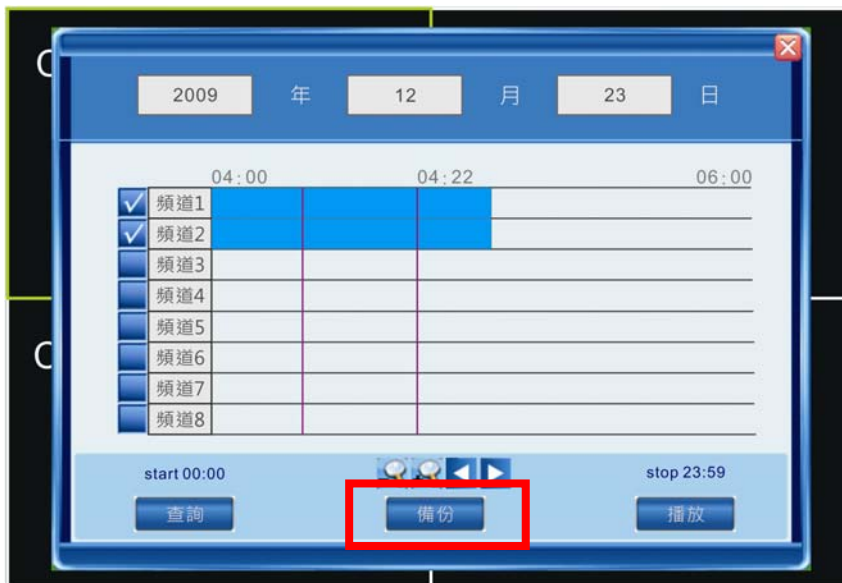 2009 年 12 月 23 日
04:00 04:22 06:00
頻道1
頻道2
頻道3
頻道4
頻道5
頻道6
頻道7
頻道8
start 00:00 stop 23:59
查詢 備份 播放